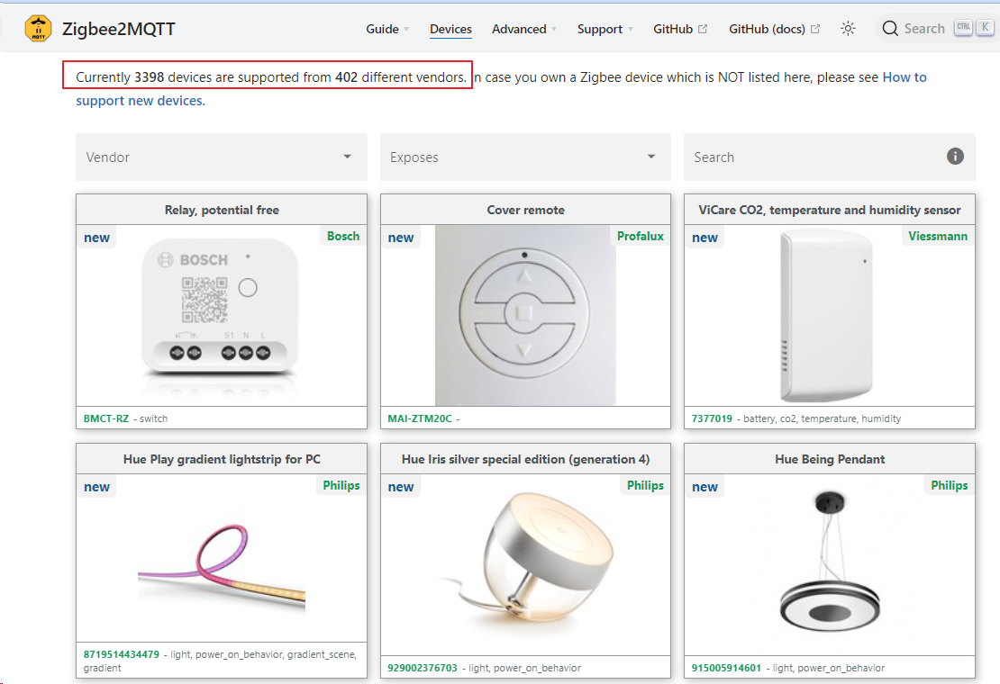 Zigbee2MQTT
Guide Devices Advanced Support GitHub GitHub (docs) Search CTRL K
Currently 3398 devices are supported from 402 different vendors. n case you own a Zigbee device which is NOT listed here, please see How to
support new devices.
Vendor Exposes Search
Relay, potential free
new Bosch
BOSCH
S1 N L
BMCT-RZ - switch
Cover remote
new Profalux
MAI-ZTM20C -
ViCare CO2, temperature and humidity sensor
new Viessmann
7377019 - battery, co2, temperature, humidity
Hue Play gradient lightstrip for PC
new Philips
8719514434479 - light, power_on_behavior, gradient_scene,
gradient
Hue Iris silver special edition (generation 4)
new Philips
929002376703 - light, power_on_behavior
Hue Being Pendant
new Philips
915005914601 - light, power_on_behavior